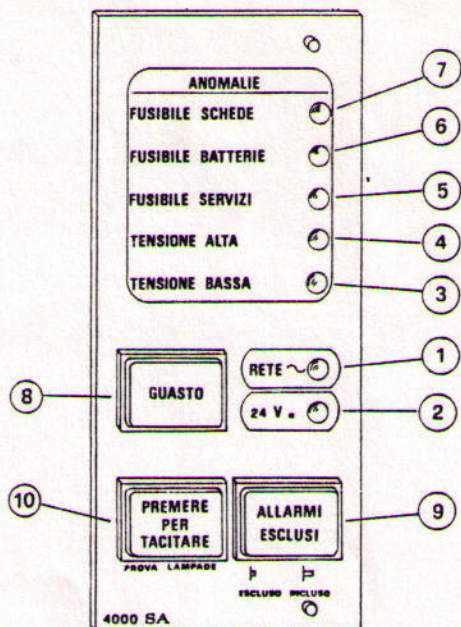 ANOMALIE
FUSIBILE SCHEDE
7
FUSIBILE BATTERIE
6
FUSIBILE SERVIZI
5
TENSIONE ALTA
4
TENSIONE BASSA
3
RETE ~
1
8
GUASTO
24 V =
2
10
PREMERE
PER
TACITARE
ALLARMI
ESCLUSI
9
PROVA LAMPADE
ESCLUSO INCLUSO
4000 SA